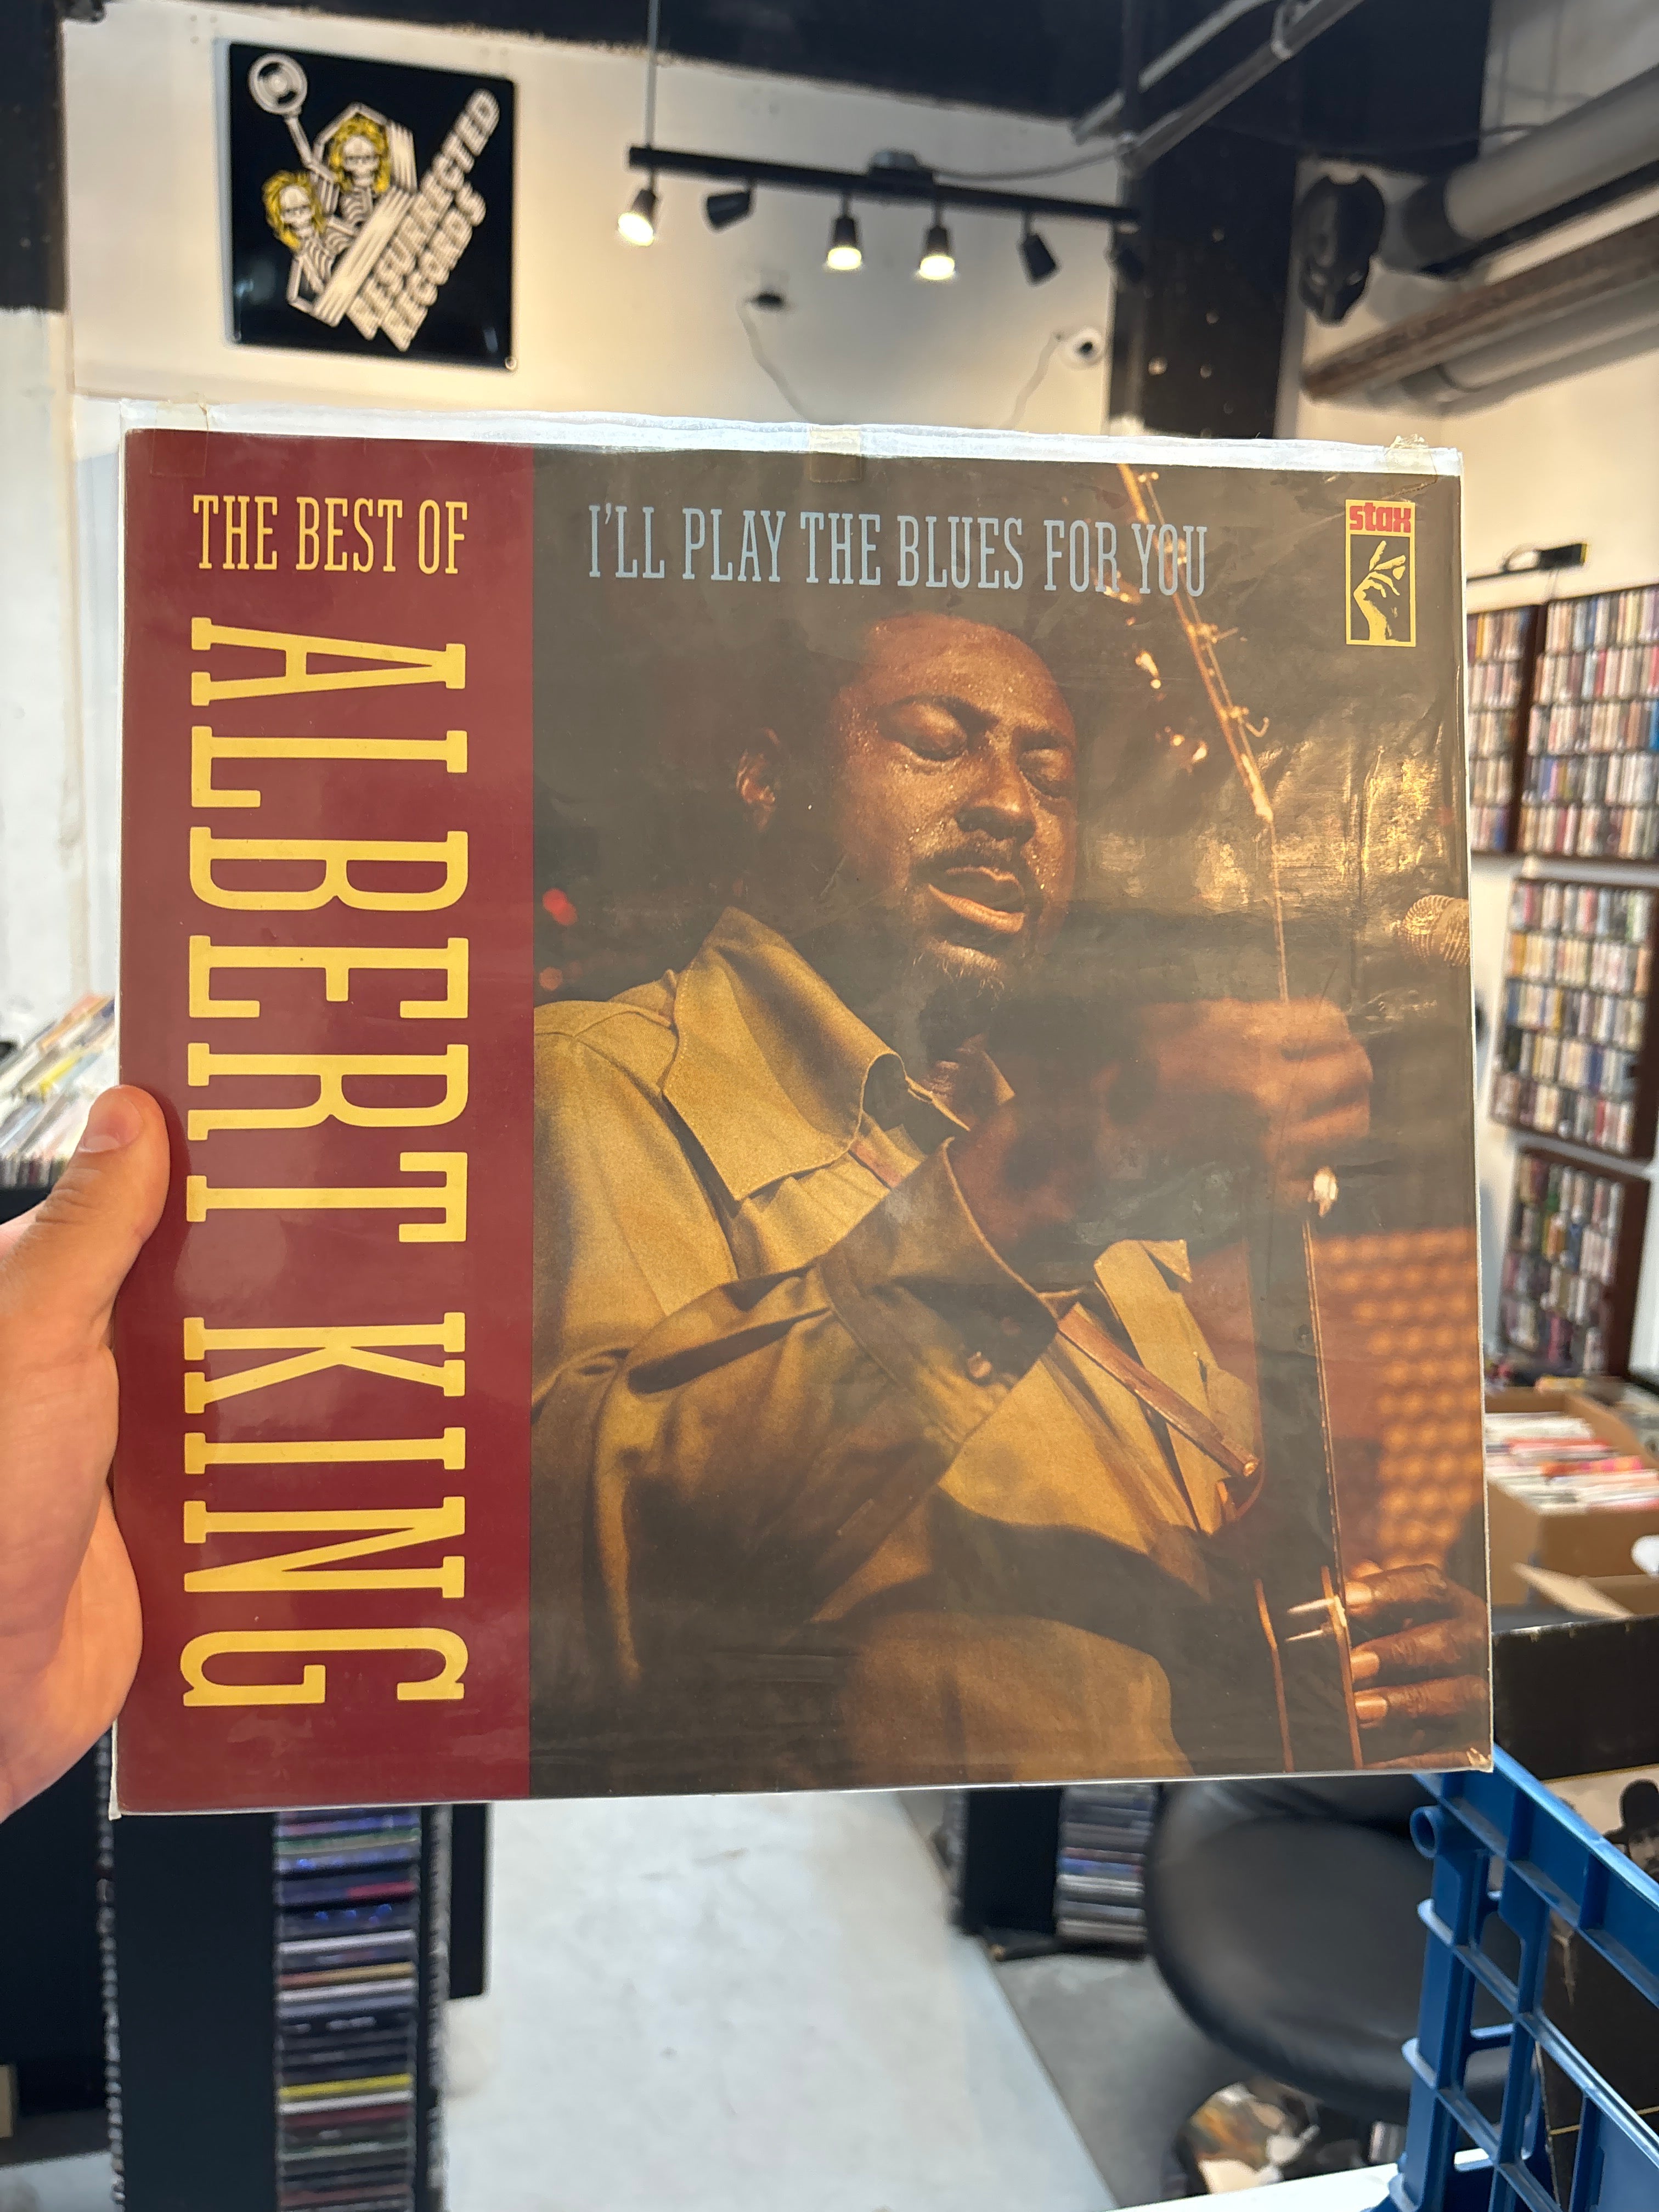 RESURRECTED
RECORDS
THE BEST OF
ALBERT KING
I'LL PLAY THE BLUES FOR YOU
stax